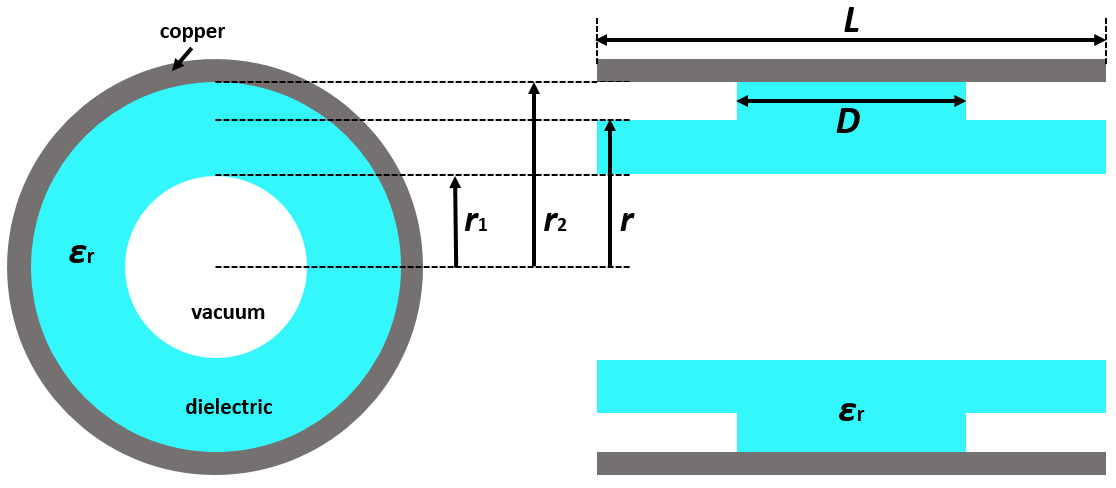 copper
L
D
r1
r2
r
εr
vacuum
dielectric
εr